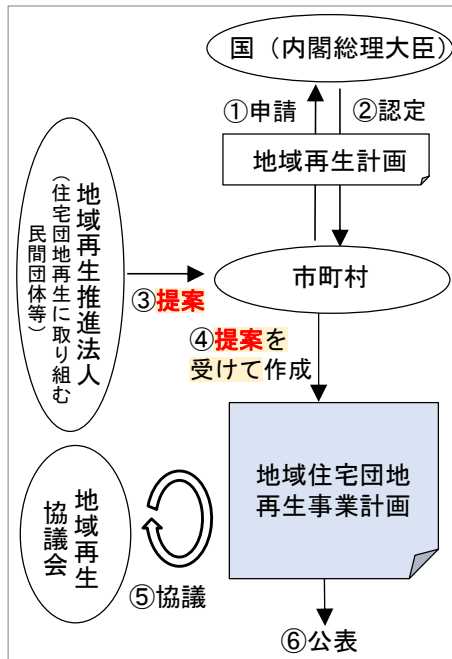 国（内閣総理大臣）
①申請
②認定
地域再生計画
市町村
地域再生推進法人
（住宅団地再生に取り組む
民間団体等）
③提案
④提案を
受けて作成
地域住宅団地
再生事業計画
地域再生
協議会
⑤協議
⑥公表